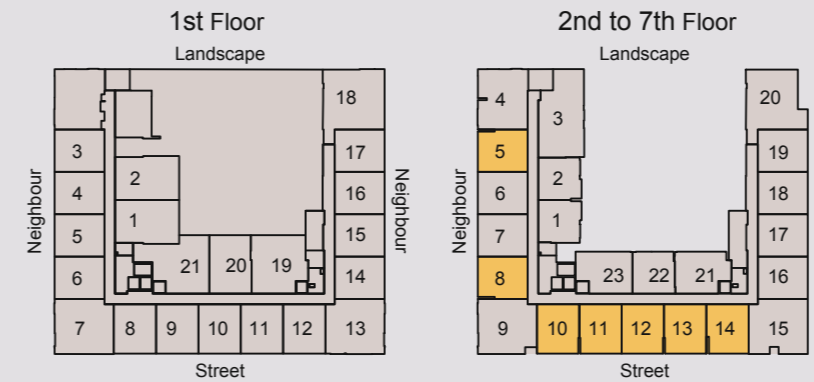 1st Floor
Landscape
18
3
17
2
4
16
1
5
15
21 20 19
6
14
7 8 9 10 11 12 13
Neighbour
Neighbour
Street
2nd to 7th Floor
Landscape
4
20
3
5
19
2
6
18
1
7
17
23 22 21
8
16
9 10 11 12 13 14 15
Neighbour
Street